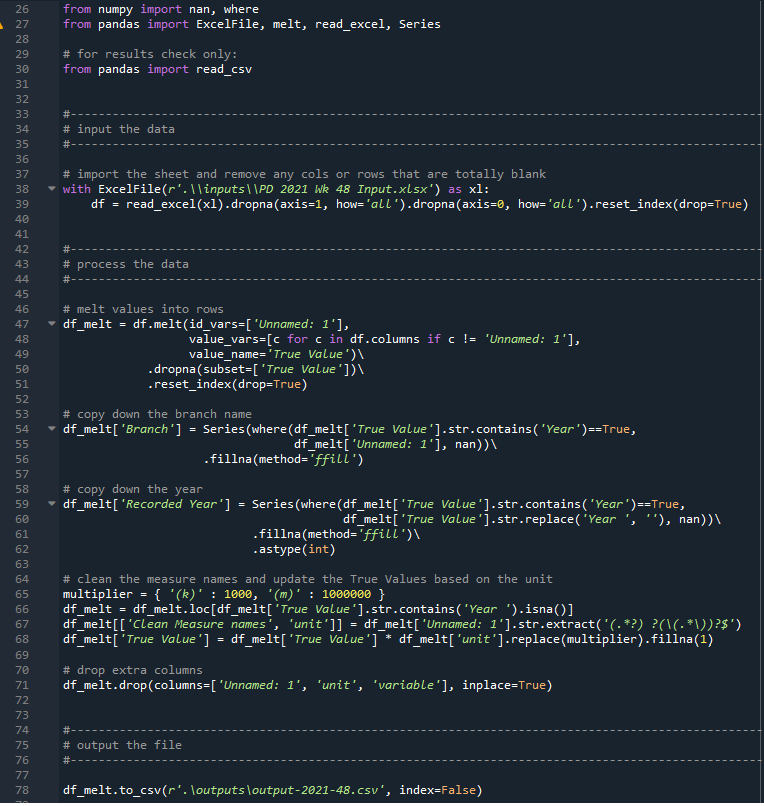 26 from numpy import nan, where
27 from pandas import ExcelFile, melt, read_excel, Series
28
29 # for results check only:
30 from pandas import read_csv
31
32
33 #---------------------------------------------------------------------------------------------------
34 # input the data
35 #---------------------------------------------------------------------------------------------------
36
37 # import the sheet and remove any cols or rows that are totally blank
38 with ExcelFile(r'.\\inputs\\PD 2021 Wk 48 Input.xlsx') as xl:
39     df = read_excel(xl).dropna(axis=1, how='all').dropna(axis=0, how='all').reset_index(drop=True)
40
41
42 #---------------------------------------------------------------------------------------------------
43 # process the data
44 #---------------------------------------------------------------------------------------------------
45
46 # melt values into rows
47 df_melt = df.melt(id_vars=['Unnamed: 1'],
48                   value_vars=[c for c in df.columns if c != 'Unnamed: 1'],
49                   value_name='True Value')\
50             .dropna(subset=['True Value'])\
51             .reset_index(drop=True)
52
53 # copy down the branch name
54 df_melt['Branch'] = Series(where(df_melt['True Value'].str.contains('Year')==True,
55                                  df_melt['Unnamed: 1'], nan))\
56                     .fillna(method='ffill')
57
58 # copy down the year
59 df_melt['Recorded Year'] = Series(where(df_melt['True Value'].str.contains('Year')==True,
60                                         df_melt['True Value'].str.replace('Year ', ''), nan))\
61                            .fillna(method='ffill')\
62                            .astype(int)
63
64 # clean the measure names and update the True Values based on the unit
65 multiplier = { '(k)' : 1000, '(m)' : 1000000 }
66 df_melt = df_melt.loc[df_melt['True Value'].str.contains('Year ').isna()]
67 df_melt[['Clean Measure names', 'unit']] = df_melt['Unnamed: 1'].str.extract('(.*?) ?(\(.*\))?$')
68 df_melt['True Value'] = df_melt['True Value'] * df_melt['unit'].replace(multiplier).fillna(1)
69
70 # drop extra columns
71 df_melt.drop(columns=['Unnamed: 1', 'unit', 'variable'], inplace=True)
72
73
74 #---------------------------------------------------------------------------------------------------
75 # output the file
76 #---------------------------------------------------------------------------------------------------
77
78 df_melt.to_csv(r'.\outputs\output-2021-48.csv', index=False)